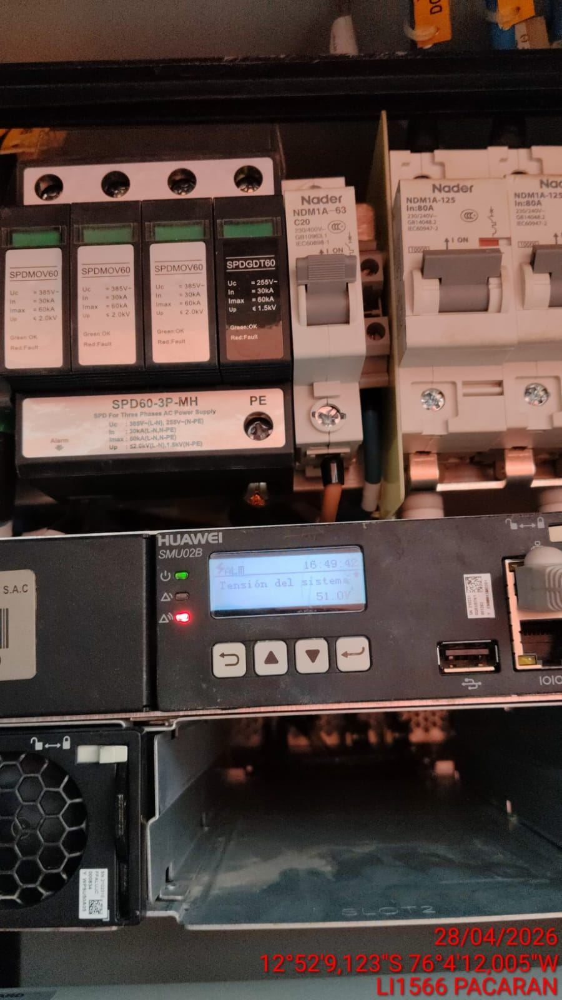 SPDMOV60
Uc = 385V~
In = 30kA
Imax = 60kA
Up ≤ 2.0kV
Green:OK
Red:Fault
SPDMOV60
Uc = 385V~
In = 30kA
Imax = 60kA
Up ≤ 2.0kV
Green:OK
Red:Fault
SPDMOV60
Uc = 385V~
In = 30kA
Imax = 60kA
Up ≤ 2.0kV
Green:OK
Red:Fault
SPDGDT60
Uc = 255V~
In = 30kA
Imax = 60kA
Up ≤ 1.5kV
Green:OK
Red:Fault
Nader
NDM1A-63
C20
230/400V~
GB10963.1
IEC60898-1
I ON
Nader
NDM1A-125
In:80A
230/240V~
GB14048.2
IEC60947-2
I ON
10000
NDM1A-125
In:80A
230/240V~
GB14048.2
IEC60947-2
10000
SPD60-3P-MH
SPD For Three Phases AC Power Supply
Uc : 385V~(L-N), 255V~(N-PE)
In : 30kA(L-N,N-PE)
Imax : 60kA(L-N,N-PE)
Up : ≤2.0kV(L-N),1.5kV(N-PE)
Alarm
PE
HUAWEI
SMU02B
ALM 16:49:42
Tensión del sistema
51.0V
S.A.C
SLOT2
28/04/2026
12°52'9,123"S 76°4'12,005"W
LI1566 PACARAN